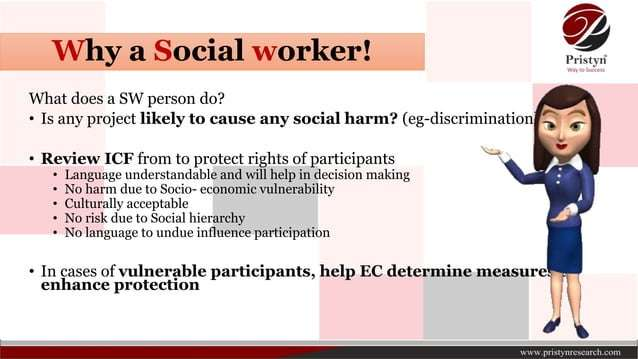 Why a Social worker!
Pristyn
Way to Success
What does a SW person do?
• Is any project likely to cause any social harm? (eg-discrimination
• Review ICF from to protect rights of participants
• Language understandable and will help in decision making
• No harm due to Socio- economic vulnerability
• Culturally acceptable
• No risk due to Social hierarchy
• No language to undue influence participation
• In cases of vulnerable participants, help EC determine measures
enhance protection
www.pristynresearch.com